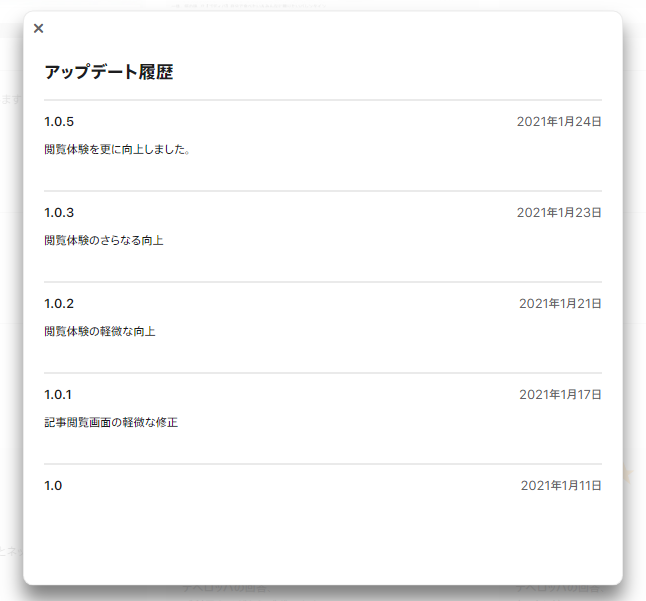 アップデート履歴
1.0.5 2021年1月24日
閲覧体験を更に向上しました。
1.0.3 2021年1月23日
閲覧体験のさらなる向上
1.0.2 2021年1月21日
閲覧体験の軽微な向上
1.0.1 2021年1月17日
記事閲覧画面の軽微な修正
1.0 2021年1月11日